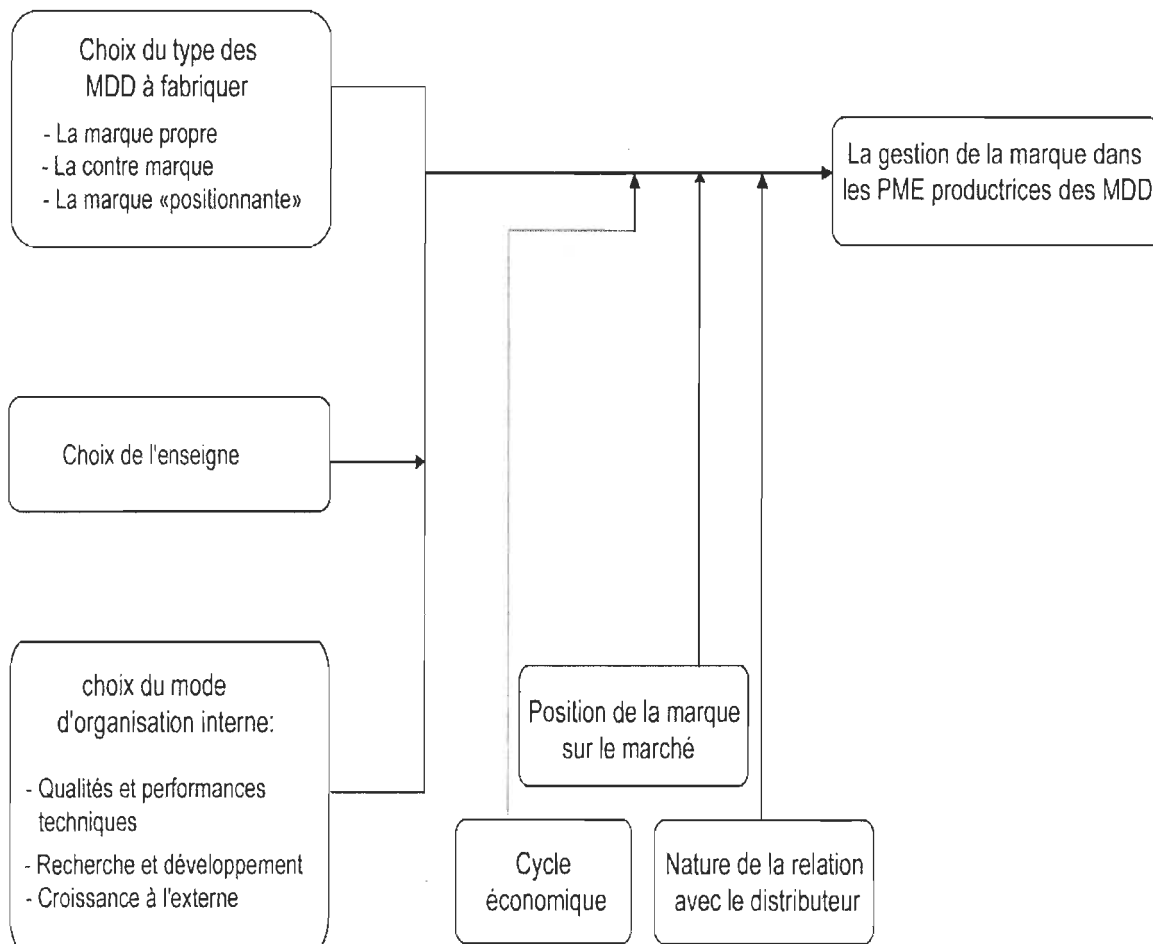 Choix du type des
MDD à fabriquer
- La marque propre
- La contre marque
- La marque «positionnante»
La gestion de la marque dans
les PME productrices des MDD
Choix de l'enseigne
choix du mode
d'organisation interne:
- Qualités et performances
techniques
- Recherche et développement
- Croissance à l'externe
Position de la marque
sur le marché
Cycle
économique
Nature de la relation
avec le distributeur